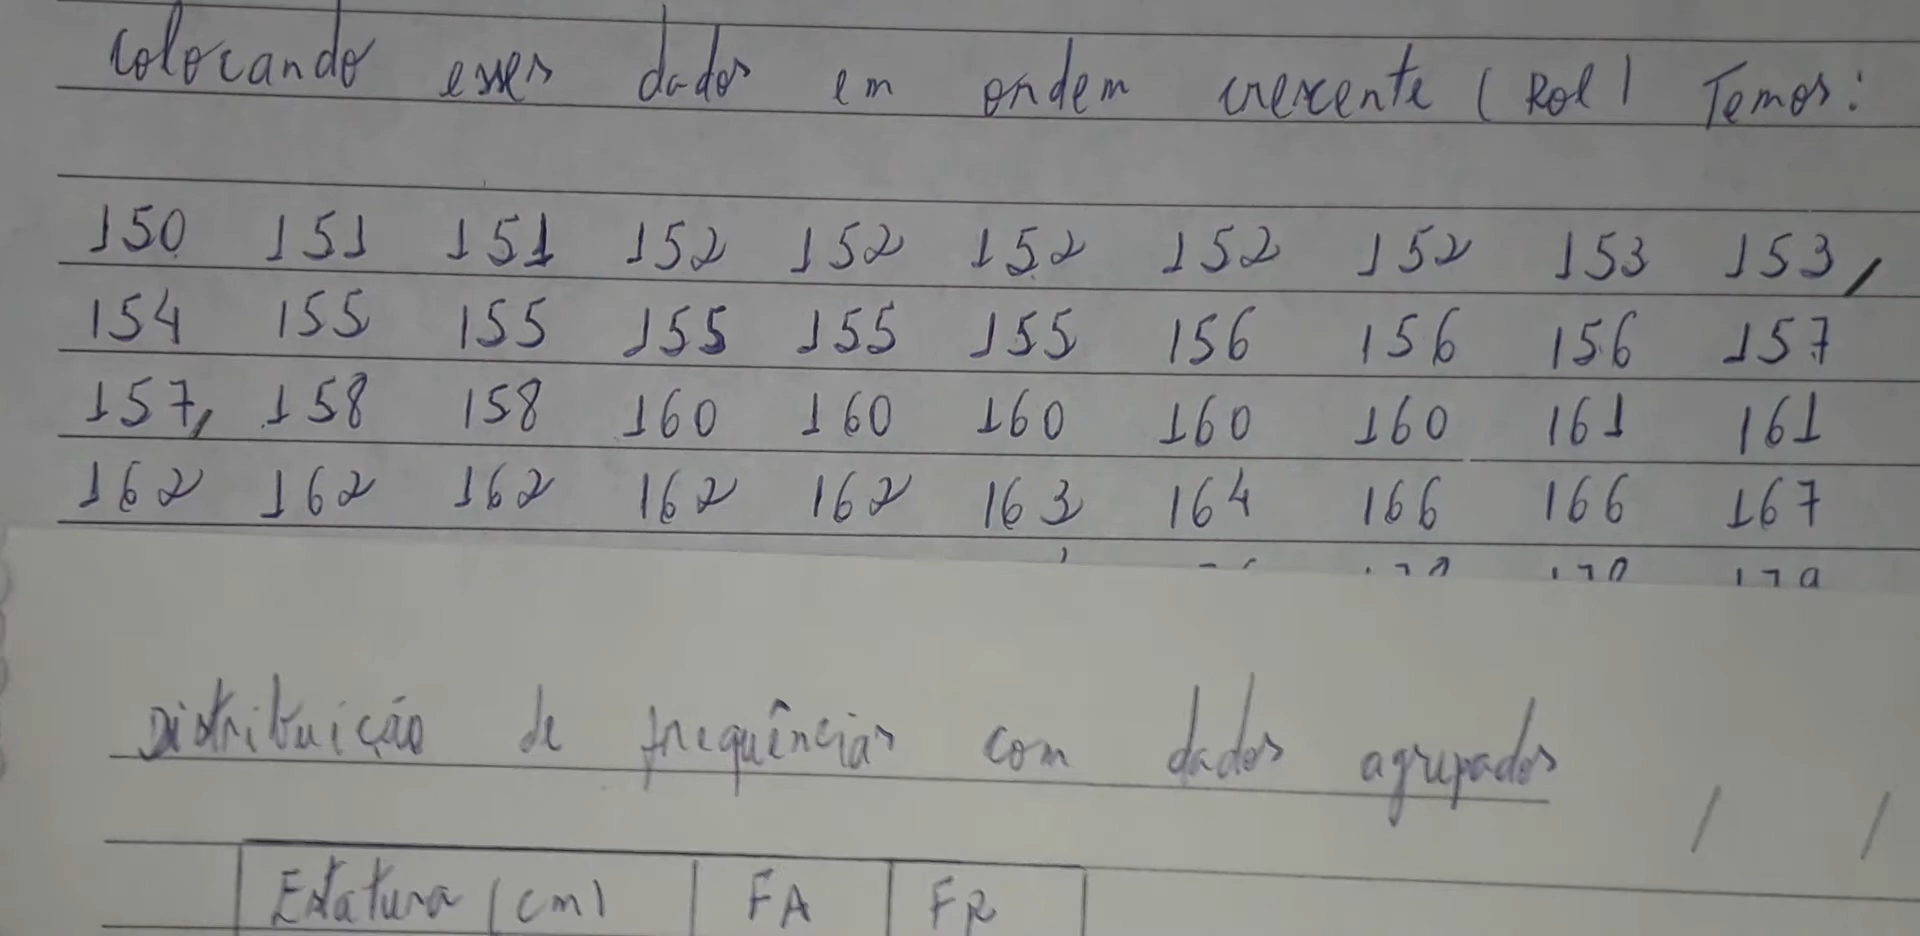 colocando esses dados em ordem crescente (Rol) Temos:
150 151 151 152 152 152 152 152 153 153,
154 155 155 155 155 155 156 156 156 157
157, 158 158 160 160 160 160 160 161 161
162 162 162 162 162 163 164 166 166 167
Distribuição de frequências com dados agrupados
/ /
Estatura (cm) FA FR